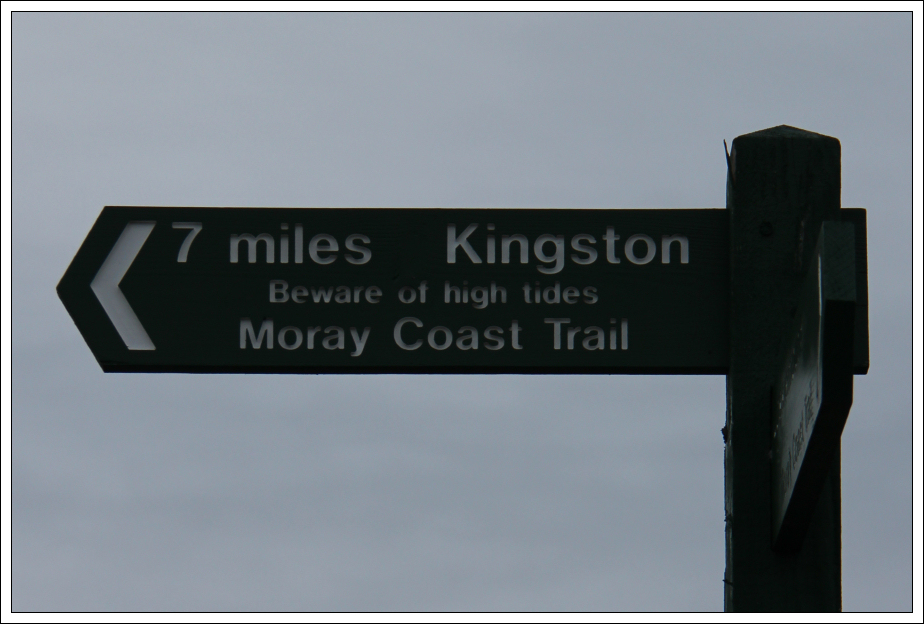 7 miles Kingston
Beware of high tides
Moray Coast Trail